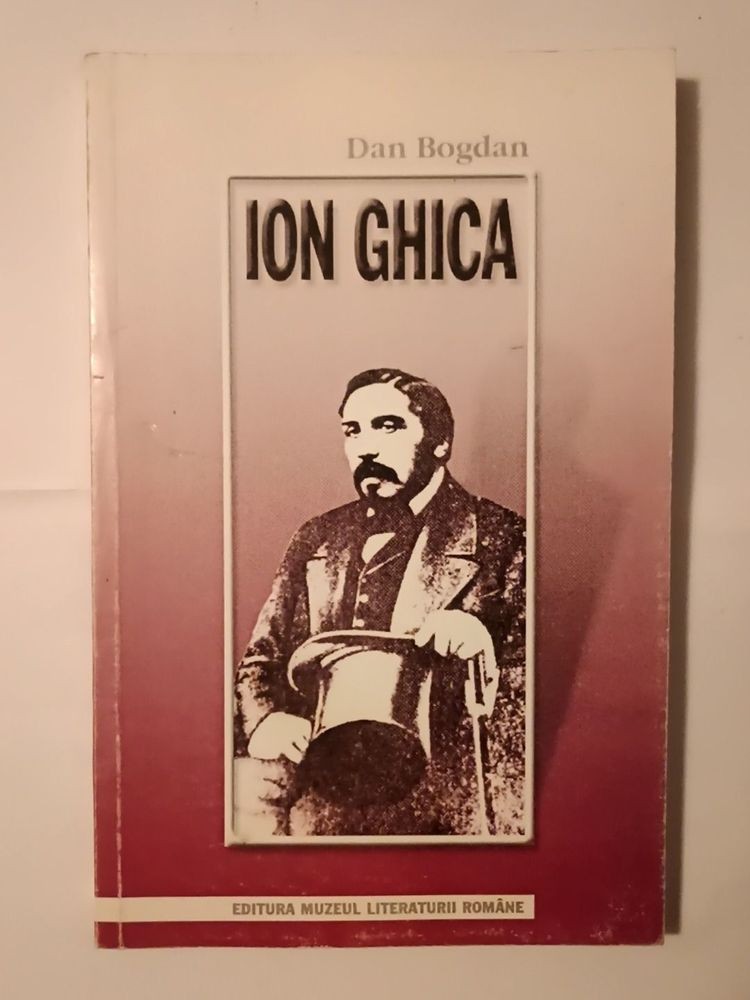 Dan Bogdan
ION GHICA
EDITURA MUZEUL LITERATURII ROMÂNE